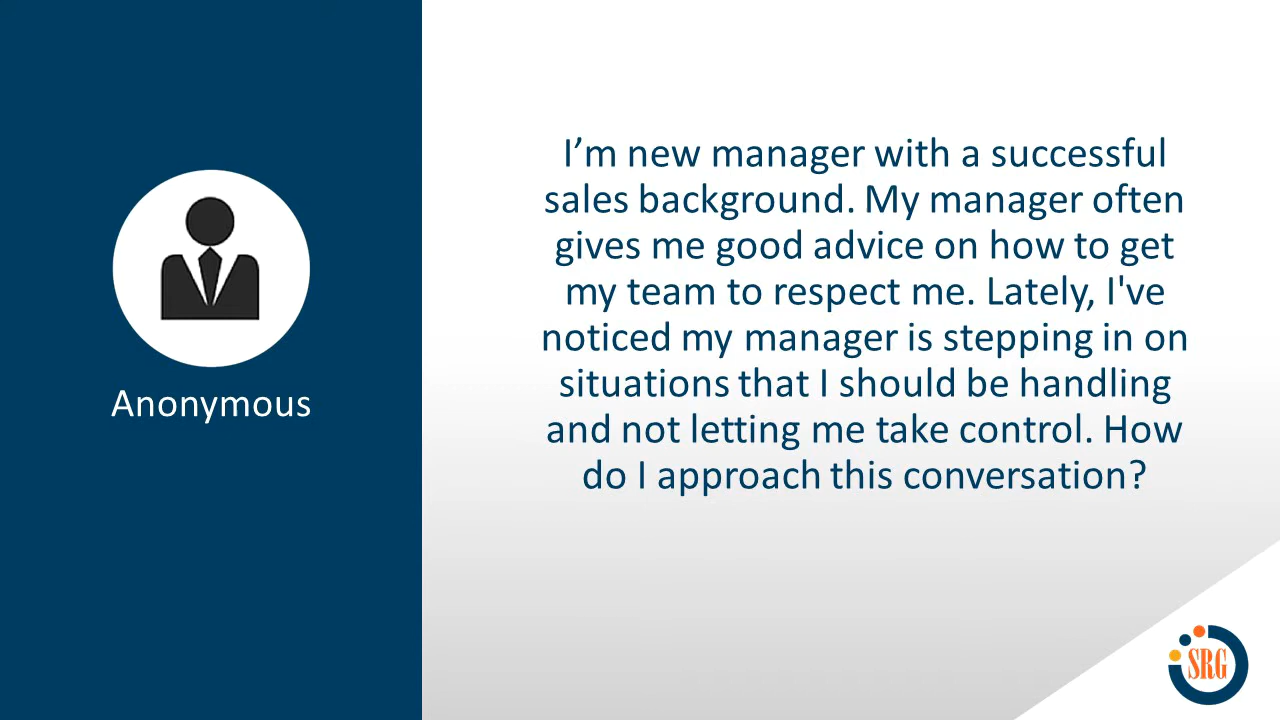 Anonymous
I’m new manager with a successful
sales background. My manager often
gives me good advice on how to get
my team to respect me. Lately, I've
noticed my manager is stepping in on
situations that I should be handling
and not letting me take control. How
do I approach this conversation?
SRG